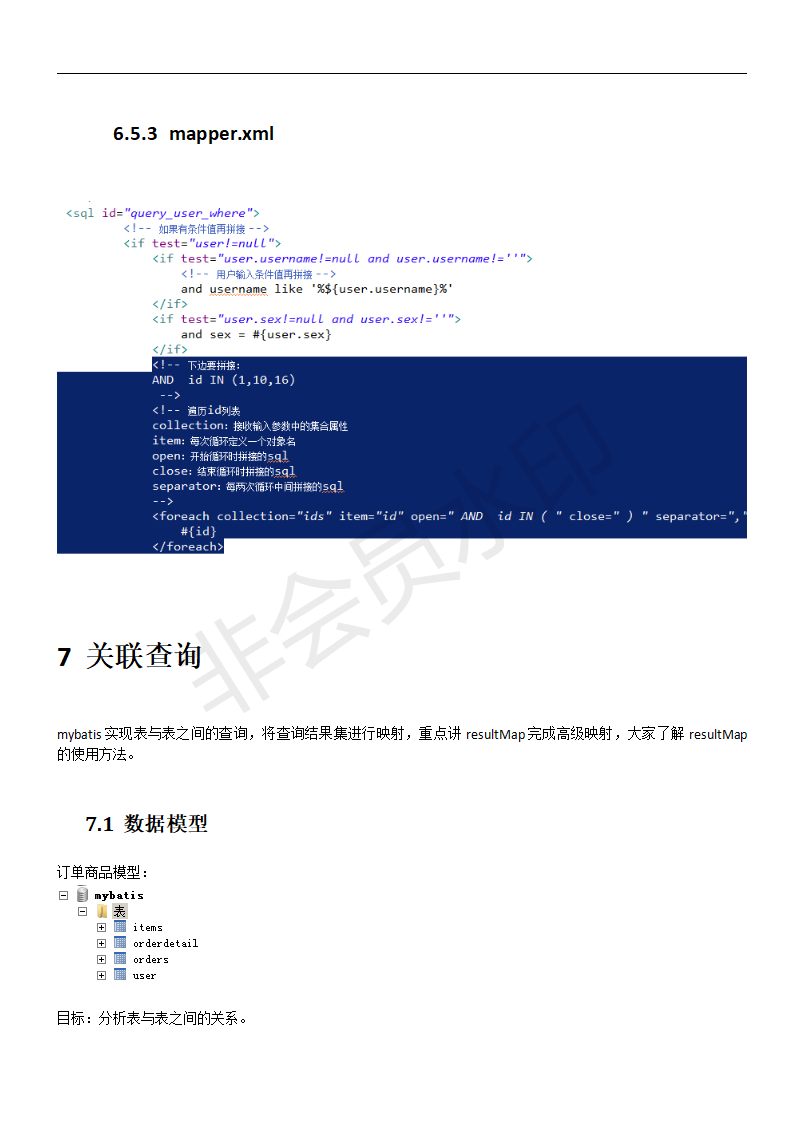 6.5.3 mapper.xml
<sql id="query_user_where">
<!-- 如果有条件值再拼接 -->
<if test="user!=null">
<if test="user.username!=null and user.username!=''">
<!-- 用户输入条件值再拼接 -->
and username like '%${user.username}%'
</if>
<if test="user.sex!=null and user.sex!=''">
and sex = #{user.sex}
</if>
<!-- 下边要拼接:
AND  id IN (1,10,16)
-->
<!-- 遍历id列表
collection: 接收输入参数中的集合属性
item: 每次循环定义一个对象名
open: 开始循环时拼接的sql
close: 结束循环时拼接的sql
separator: 每两次循环中间拼接的sql
-->
<foreach collection="ids" item="id" open=" AND  id IN ( " close=" ) " separator=","
#{id}
</foreach>
非会员水印
7 关联查询
mybatis 实现表与表之间的查询，将查询结果集进行映射，重点讲 resultMap 完成高级映射，大家了解 resultMap
的使用方法。
7.1 数据模型
订单商品模型：
mybatis
表
items
orderdetail
orders
user
目标：分析表与表之间的关系。